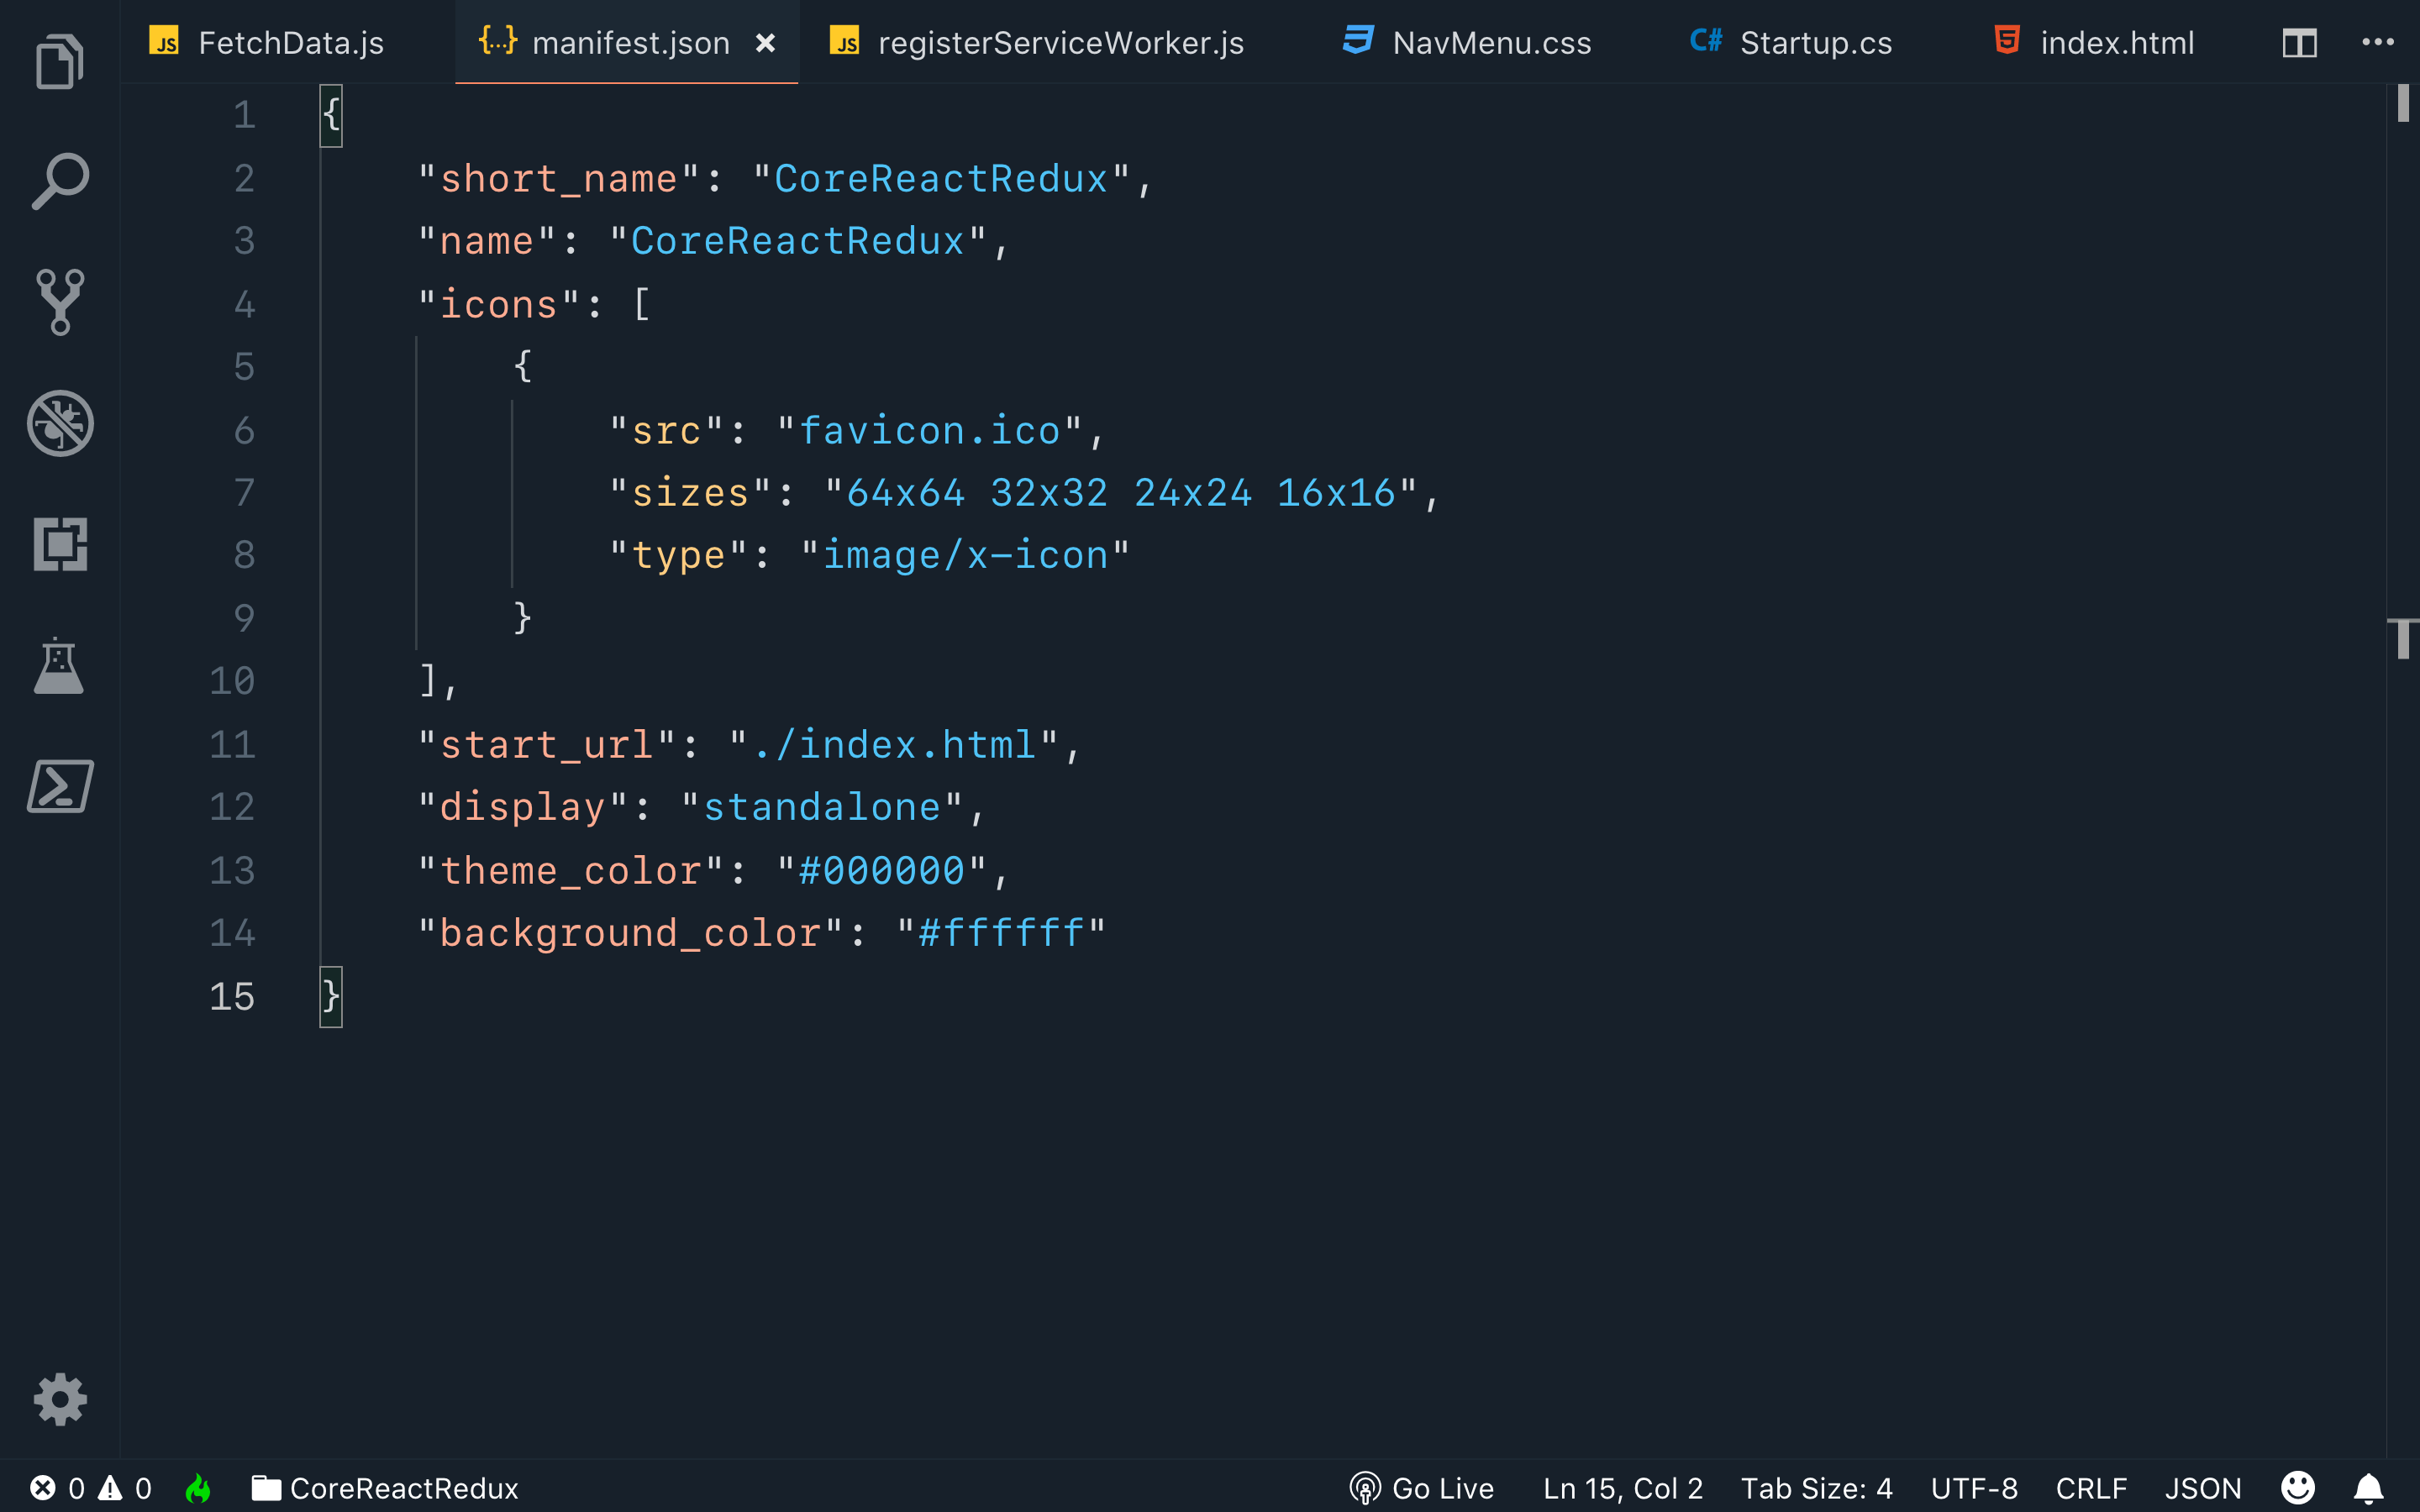 JS FetchData.js {...} manifest.json × JS registerServiceWorker.js NavMenu.css C# Startup.cs 5 index.html ...
1 {
2 "short_name": "CoreReactRedux",
3 "name": "CoreReactRedux",
4 "icons": [
5 {
6 "src": "favicon.ico",
7 "sizes": "64x64 32x32 24x24 16x16",
8 "type": "image/x-icon"
9 }
10 ],
11 "start_url": "./index.html",
12 "display": "standalone",
13 "theme_color": "#000000",
14 "background_color": "#ffffff"
15 }
0 0 CoreReactRedux Go Live Ln 15, Col 2 Tab Size: 4 UTF-8 CRLF JSON